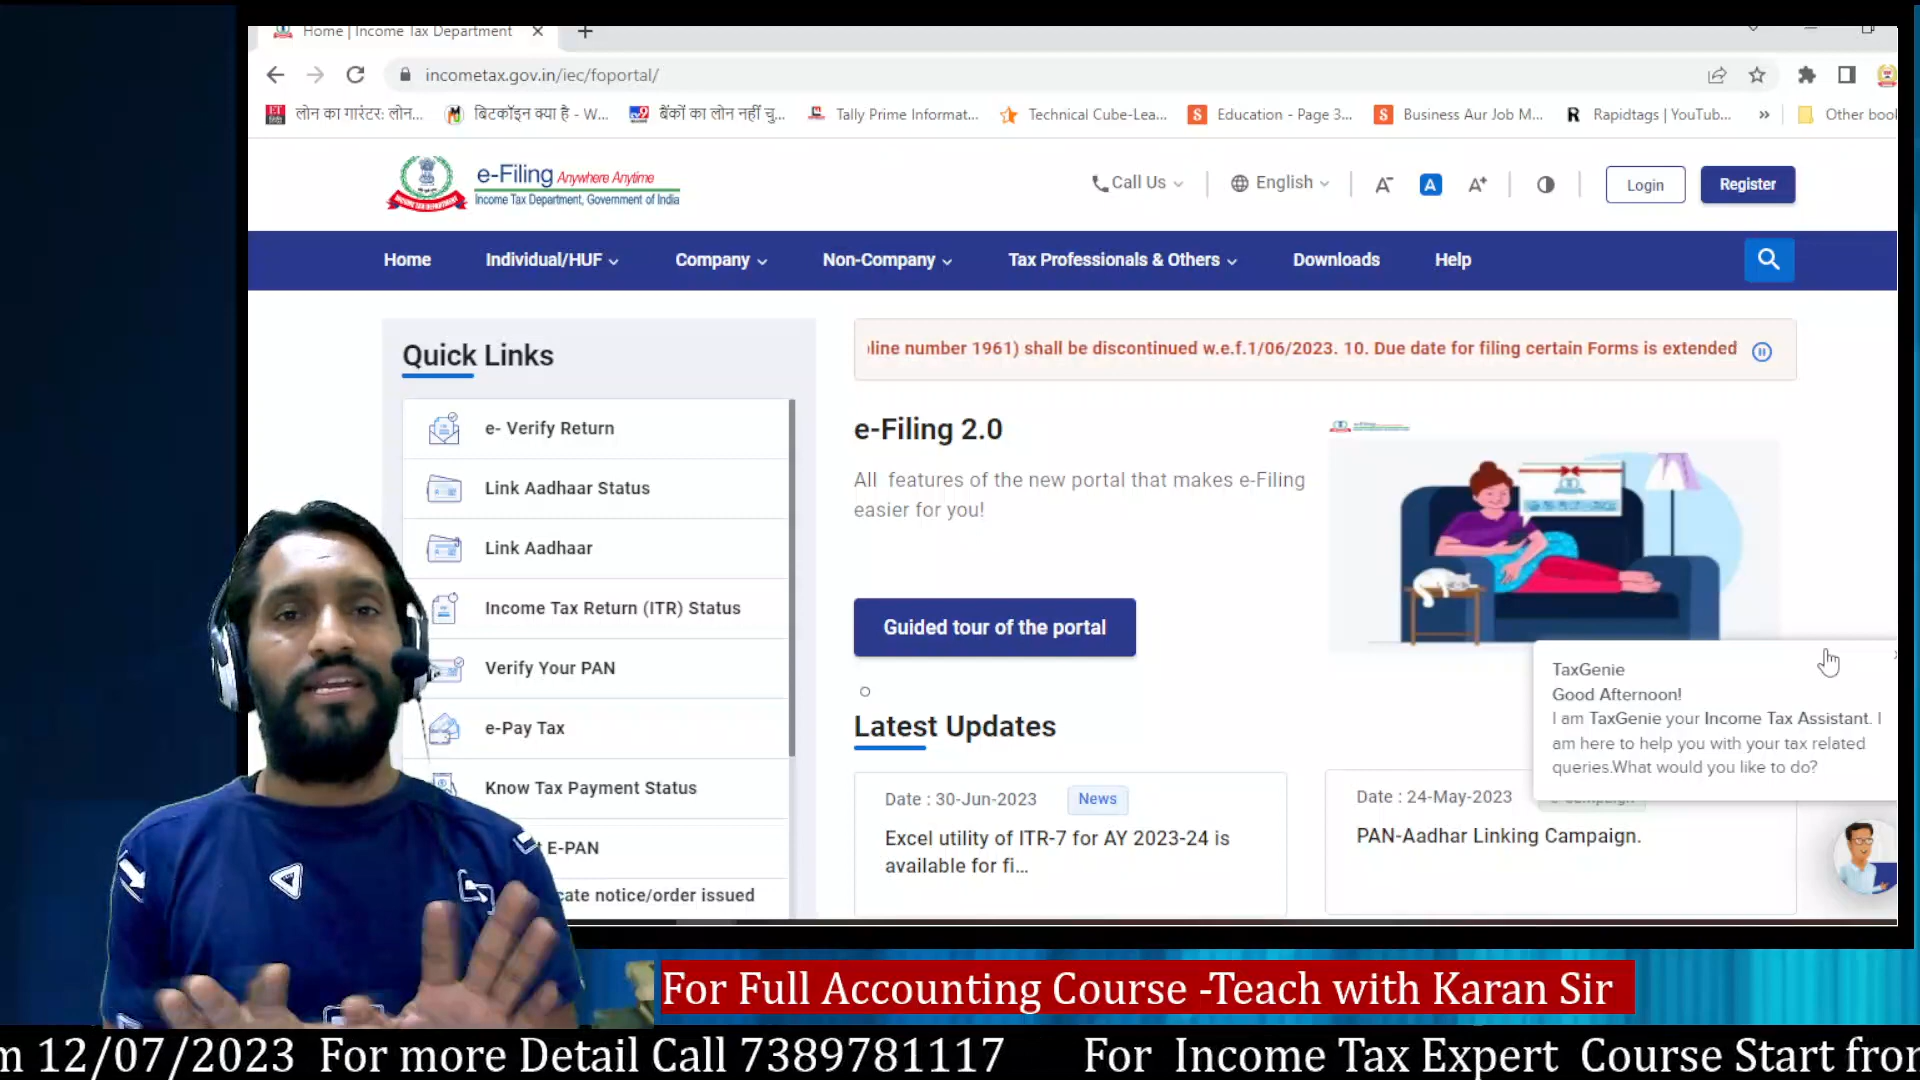 Home | Income Tax Department
incometax.gov.in/iec/foportal/
लोन का गारंटर: लोन...
बिटकॉइन क्या है - W...
बैंकों का लोन नहीं चु...
Tally Prime Informat...
Technical Cube-Lea...
Education - Page 3...
Business Aur Job M...
Rapidtags | YouTub...
»
Other boo
e-Filing Anywhere Anytime
Income Tax Department, Government of India
Call Us
English
A-
A
A+
Login
Register
Home
Individual/HUF
Company
Non-Company
Tax Professionals & Others
Downloads
Help
Quick Links
e- Verify Return
Link Aadhaar Status
Link Aadhaar
Income Tax Return (ITR) Status
Verify Your PAN
e-Pay Tax
Know Tax Payment Status
E-PAN
cate notice/order issued
line number 1961) shall be discontinued w.e.f.1/06/2023. 10. Due date for filing certain Forms is extended
e-Filing 2.0
All features of the new portal that makes e-Filing
easier for you!
Guided tour of the portal
Latest Updates
Date : 30-Jun-2023
News
Excel utility of ITR-7 for AY 2023-24 is
available for fi...
Date : 24-May-2023
PAN-Aadhar Linking Campaign.
TaxGenie
Good Afternoon!
I am TaxGenie your Income Tax Assistant. I
am here to help you with your tax related
queries.What would you like to do?
For Full Accounting Course -Teach with Karan Sir
m 12/07/2023 For more Detail Call 7389781117 For Income Tax Expert Course Start from